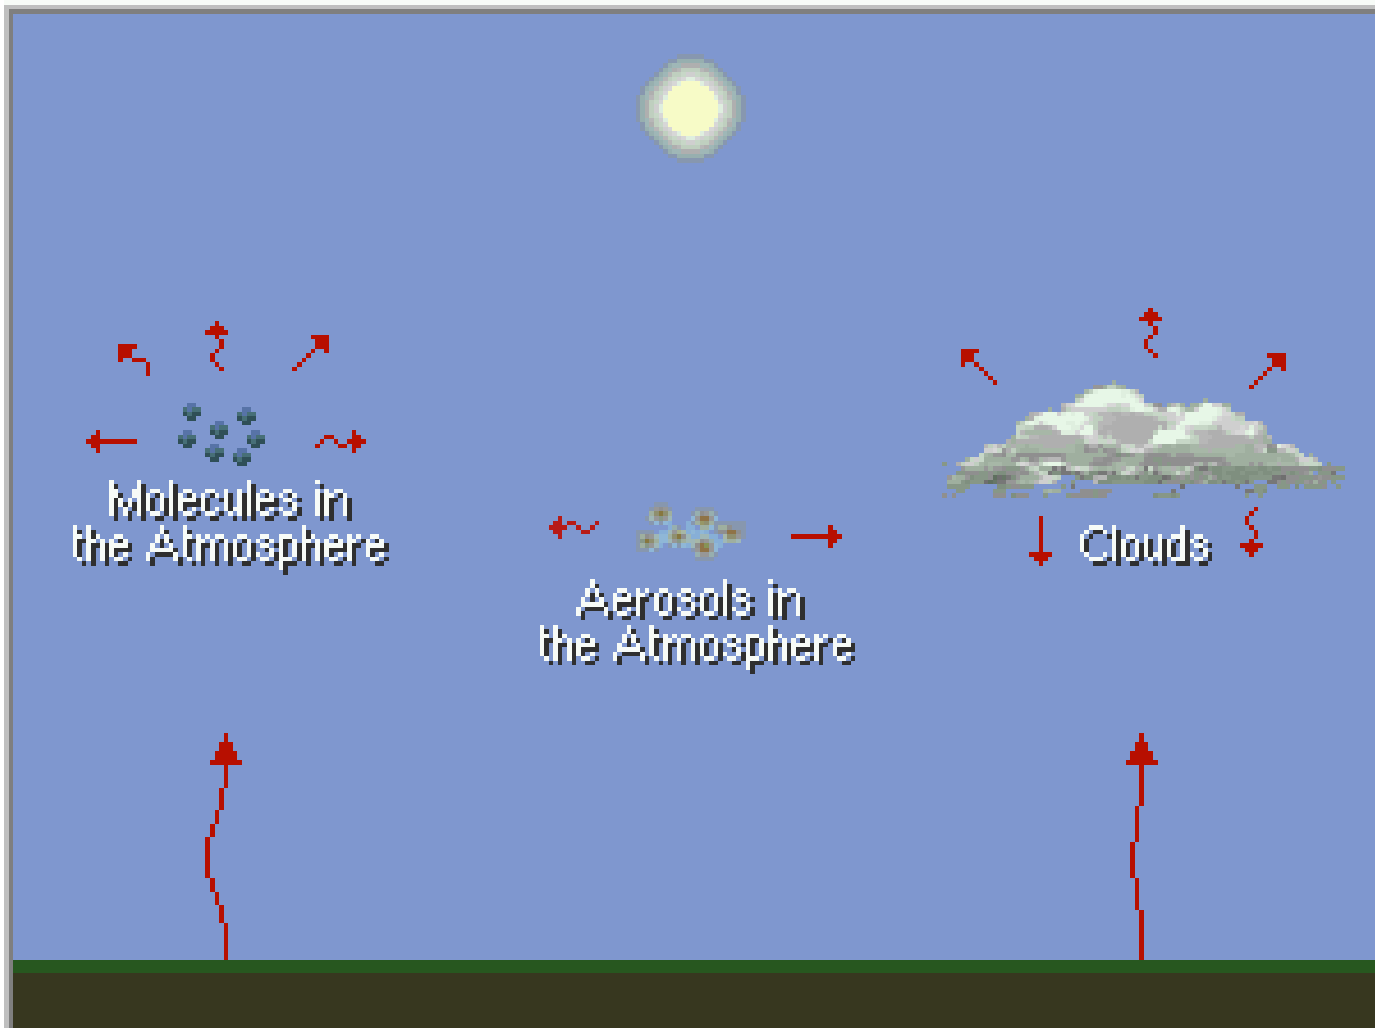 Molecules in
the Atmosphere
Aerosols in
the Atmosphere
Clouds